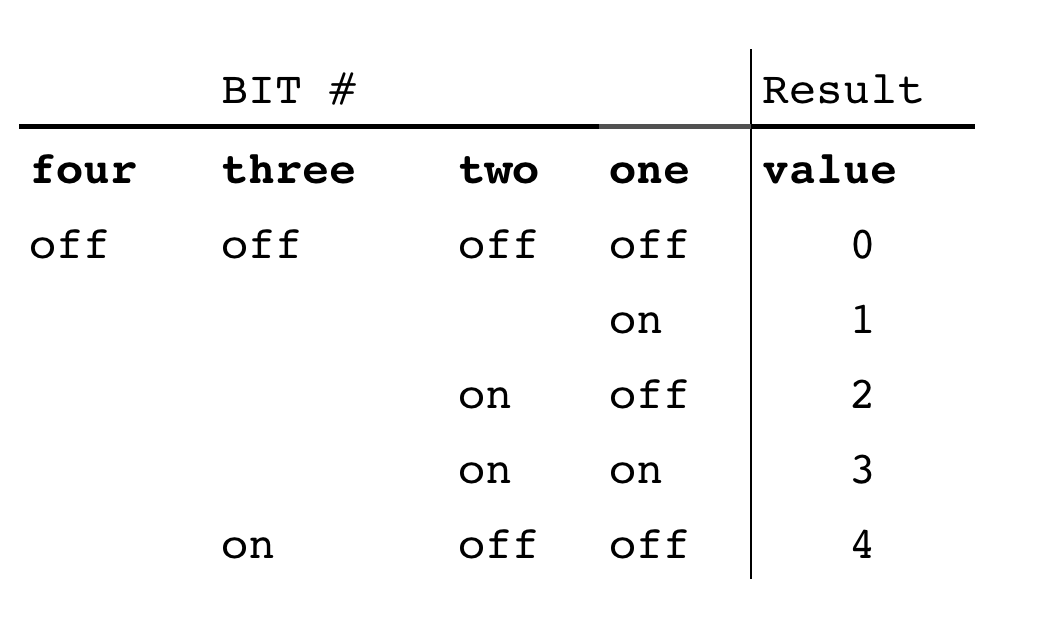 BIT # Result
four three two one value
off off off off 0
on 1
on off 2
on on 3
on off off 4